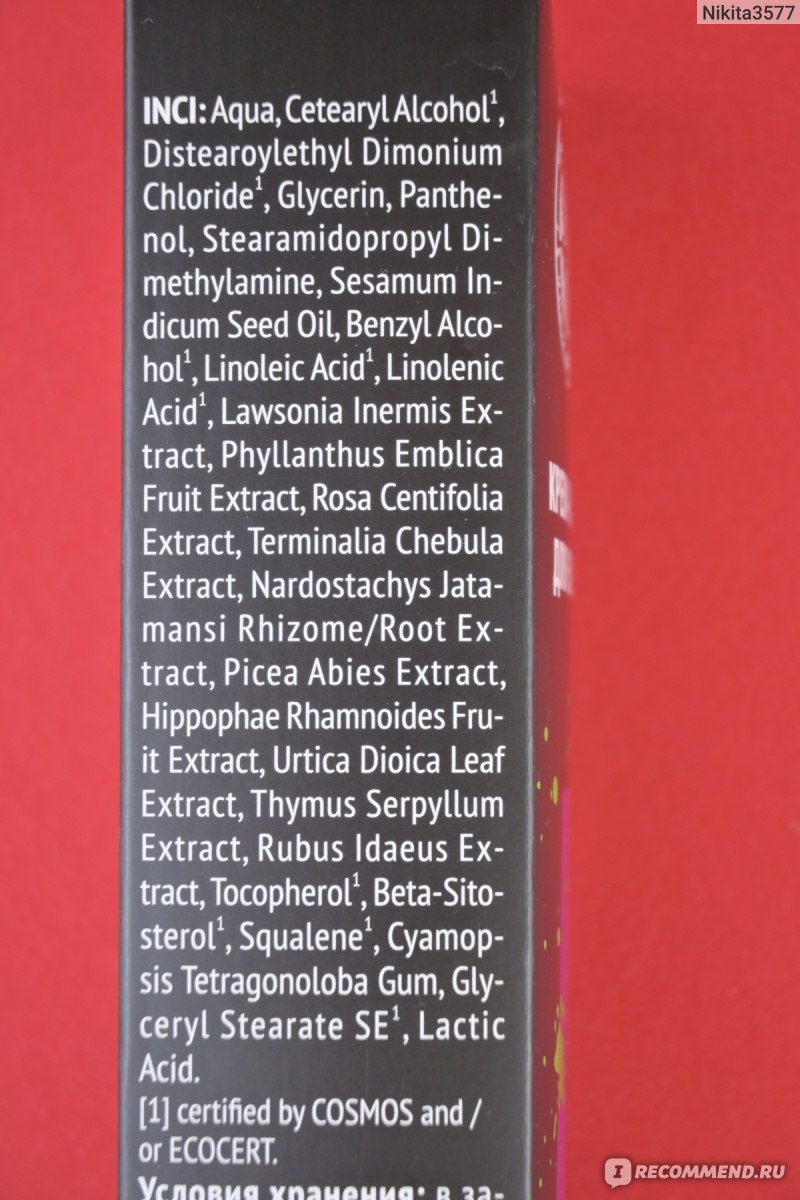 Nikita3577
INCI: Aqua, Cetearyl Alcohol¹,
Distearoylethyl Dimonium
Chloride¹, Glycerin, Panthe-
nol, Stearamidopropyl Di-
methylamine, Sesamum In-
dicum Seed Oil, Benzyl Alco-
hol¹, Linoleic Acid¹, Linolenic
Acid¹, Lawsonia Inermis Ex-
tract, Phyllanthus Emblica
Fruit Extract, Rosa Centifolia
Extract, Terminalia Chebula
Extract, Nardostachys Jata-
mansi Rhizome/Root Ex-
tract, Picea Abies Extract,
Hippophae Rhamnoides Fru-
it Extract, Urtica Dioica Leaf
Extract, Thymus Serpyllum
Extract, Rubus Idaeus Ex-
tract, Tocopherol¹, Beta-Sito-
sterol¹, Squalene¹, Cyamop-
sis Tetragonoloba Gum, Gly-
ceryl Stearate SE¹, Lactic
Acid.
[1] certified by COSMOS and /
or ECOCERT.
Условия хранения: в за-
IRECOMMEND.RU